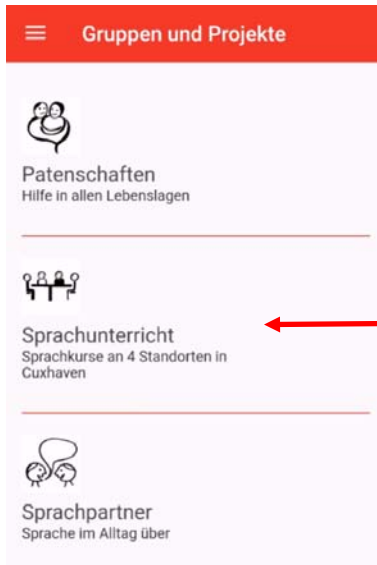 Gruppen und Projekte
Patenschaften
Hilfe in allen Lebenslagen
Sprachunterricht
Sprachkurse an 4 Standorten in
Cuxhaven
Sprachpartner
Sprache im Alltag über